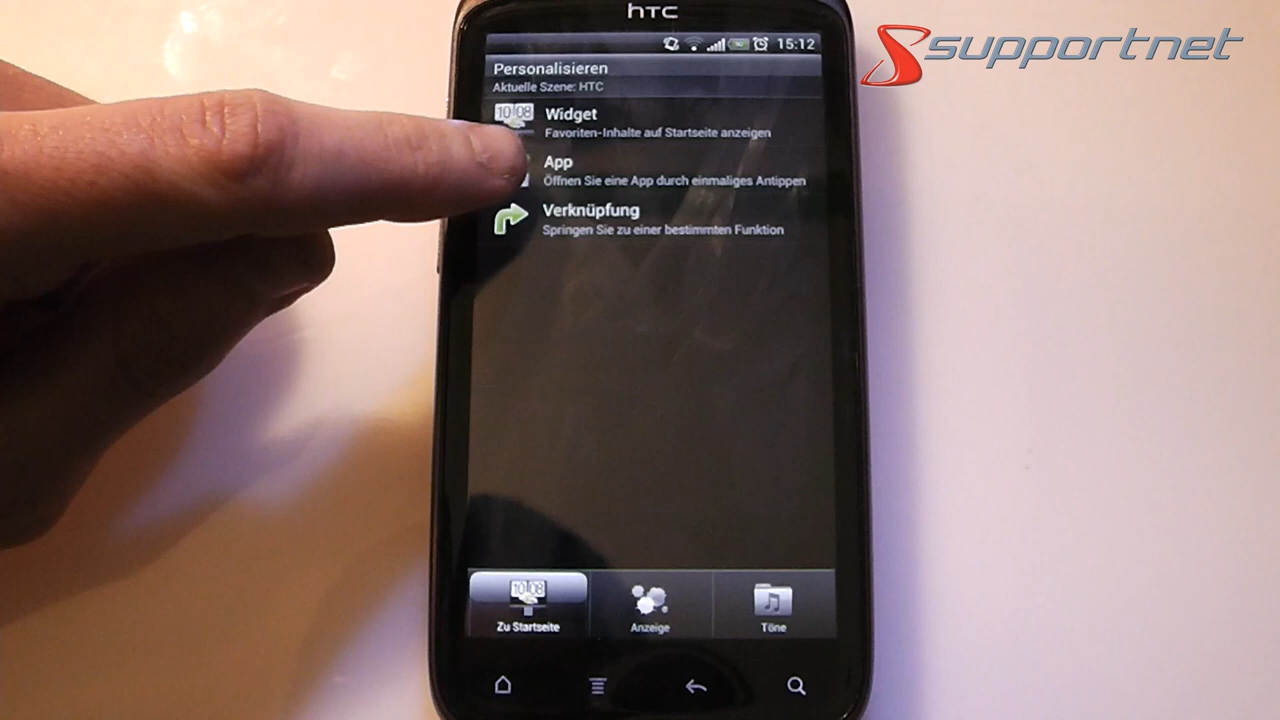 hTC
supportnet
15:12
Personalisieren
Aktuelle Szene: HTC
10 08
Widget
Favoriten-Inhalte auf Startseite anzeigen
App
Öffnen Sie eine App durch einmaliges Antippen
Verknüpfung
Springen Sie zu einer bestimmten Funktion
10 08
Zu Startseite
Anzeige
Töne